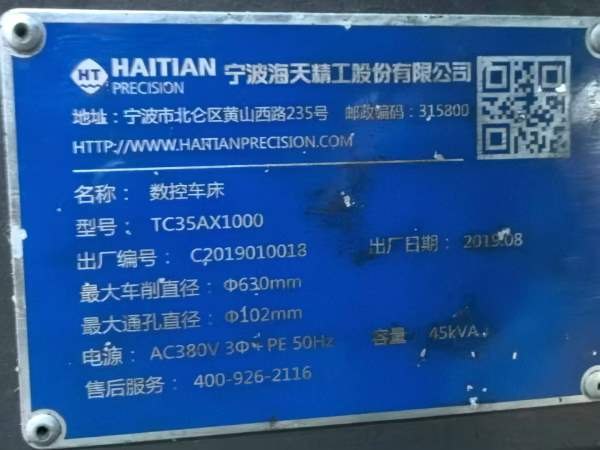 HT HAITIAN PRECISION 宁波海天精工股份有限公司
地址：宁波市北仑区黄山西路235号 邮政编码：315800
HTTP://WWW.HAITIANPRECISION.COM
名称： 数控车床
型号： TC35AX1000
出厂编号： C2019010018 出厂日期： 2019.08
最大车削直径： Φ630mm
最大通孔直径： Φ102mm
电源： AC380V 3Φ+PE 50Hz 容量 45kVA
售后服务： 400-926-2116